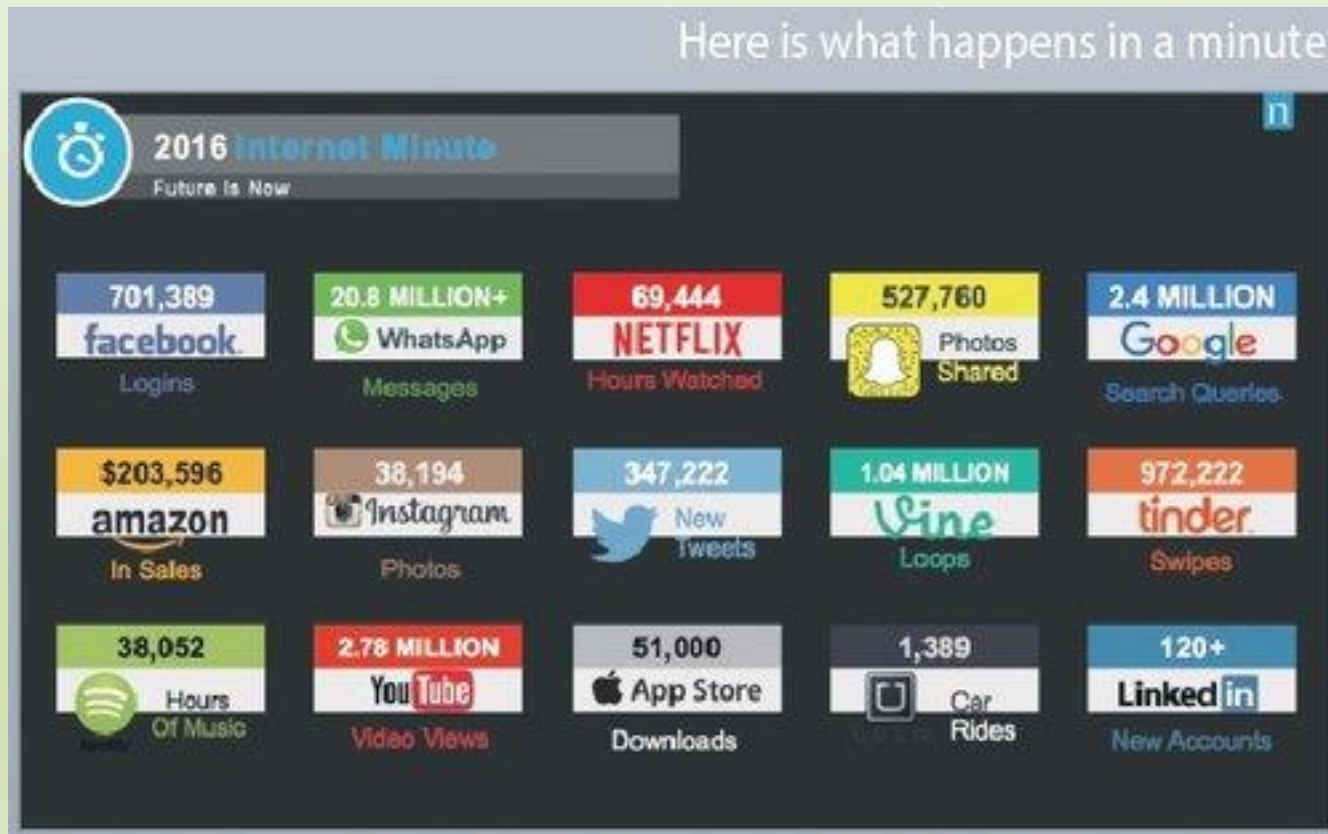 Here is what happens in a minute
n
2016 Internet Minute
Future Is Now
701,389
facebook.
Logins
20.8 MILLION+
WhatsApp
Messages
69,444
NETFLIX
Hours Watched
527,760
Photos
Shared
2.4 MILLION
Google
Search Queries
$203,596
amazon
In Sales
38,194
Instagram
Photos
347,222
New
Tweets
1.04 MILLION
Vine
Loops
972,222
tinder
Swipes
38,052
Hours
Of Music
2.78 MILLION
YouTube
Video Views
51,000
App Store
Downloads
1,389
Car
Rides
120+
Linked in
New Accounts